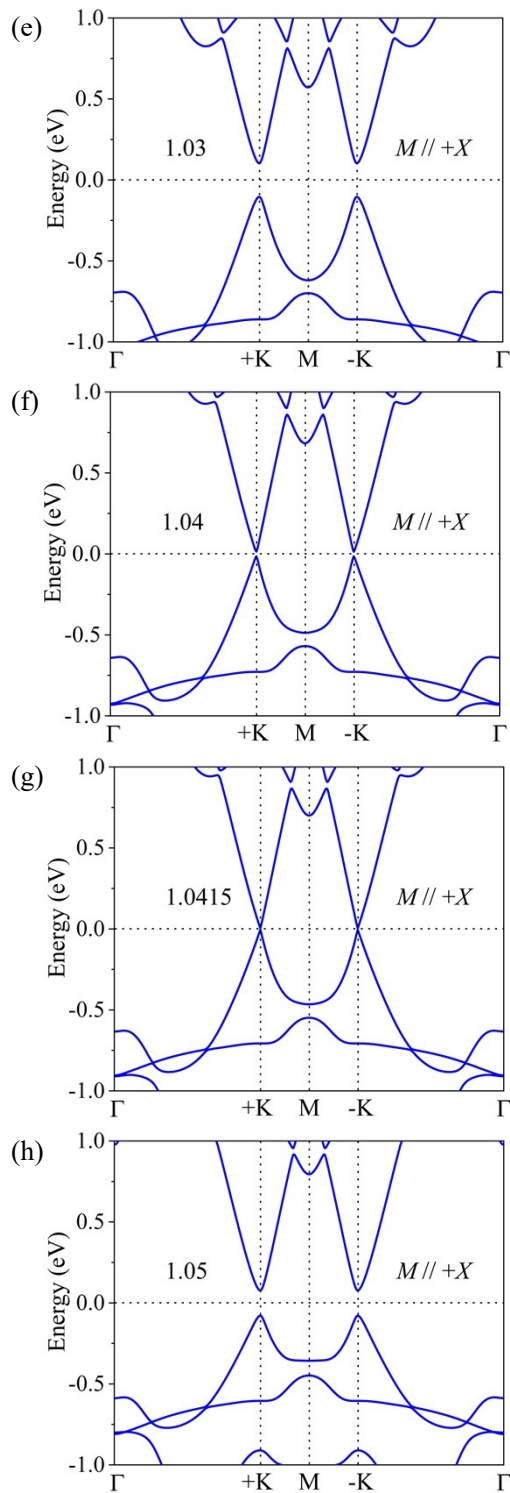 (e)
1.0
0.5
0.0
-0.5
-1.0
Energy (eV)
1.03
M // +X
Γ
+K
M
-K
Γ
(f)
1.0
0.5
0.0
-0.5
-1.0
Energy (eV)
1.04
M // +X
Γ
+K
M
-K
Γ
(g)
1.0
0.5
0.0
-0.5
-1.0
Energy (eV)
1.0415
M // +X
Γ
+K
M
-K
Γ
(h)
1.0
0.5
0.0
-0.5
-1.0
Energy (eV)
1.05
M // +X
Γ
+K
M
-K
Γ